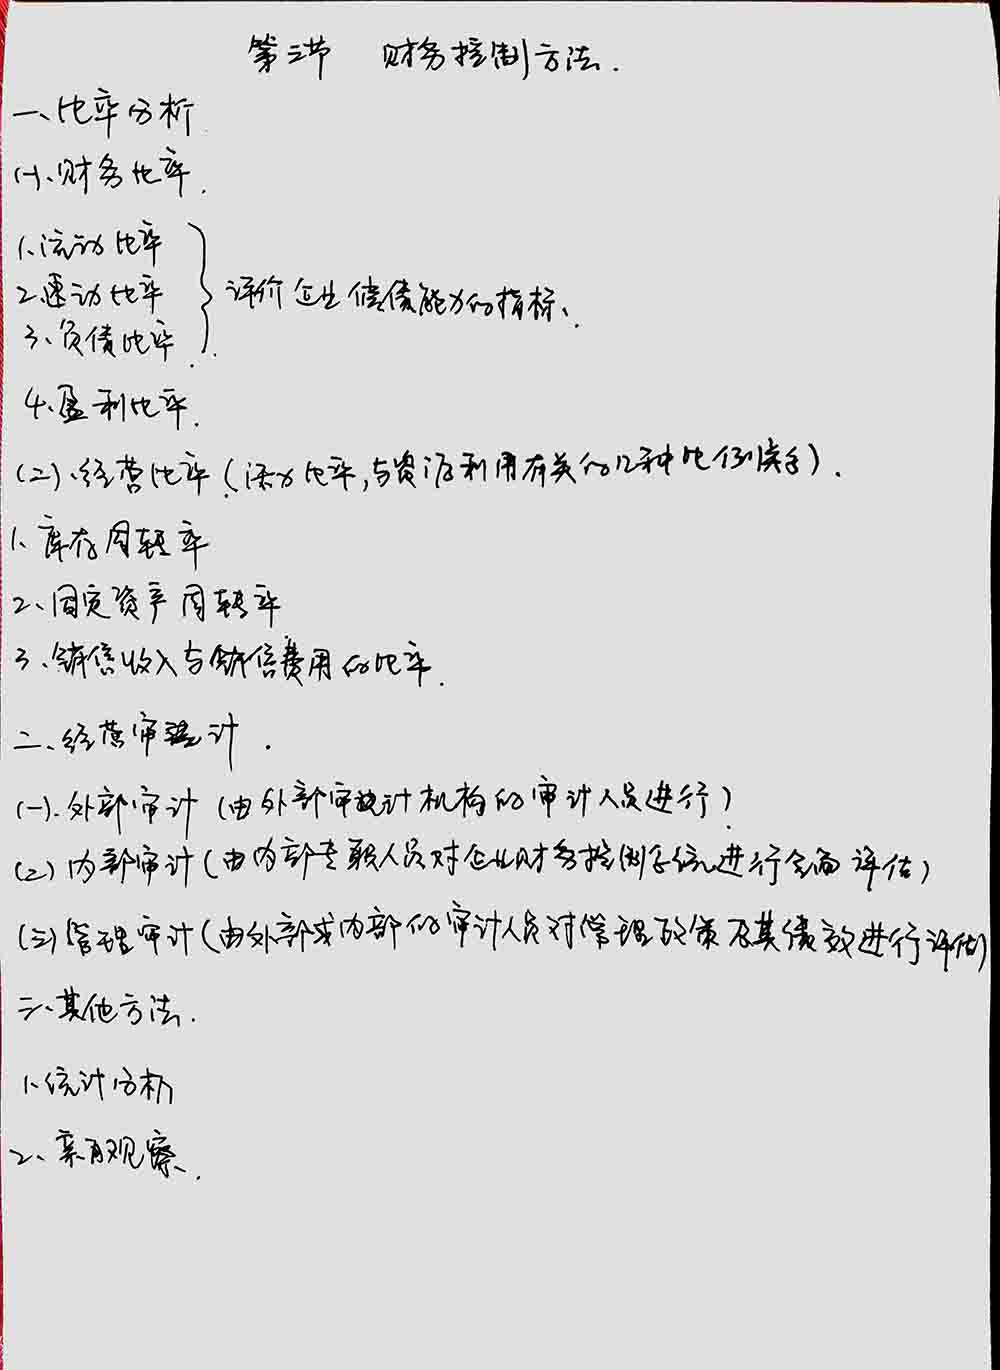 第三节 财务控制方法.
一、比率分析
(一).财务比率.
1.流动比率
2.速动比率
3.负债比率
评价企业偿债能力的指标、
4.盈利比率.
(二).经营比率(活力比率,与资源利用有关的几种比例关系).
1.库存周转率
2.固定资产周转率
3.销售收入与销售费用的比率.
二、经营审计.
(一).外部审计(由外部审计机构的审计人员进行)
(二)内部审计(由内部专职人员对企业财务控制系统进行全面评估)
(三)管理审计(由外部或内部的审计人员对管理政策及其绩效进行评估)
三、其他方法.
1.统计分析
2、亲自观察.